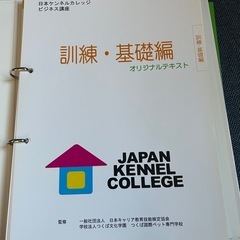 日本ケンネルカレッジ
ビジネス講座
訓練・基礎編
オリジナルテキスト
訓練・基礎編
JAPAN
KENNEL
COLLEGE
監修 一般社団法人 日本キャリア教育技能検定協会
学校法人つくば文化学園 つくば国際ペット専門学校